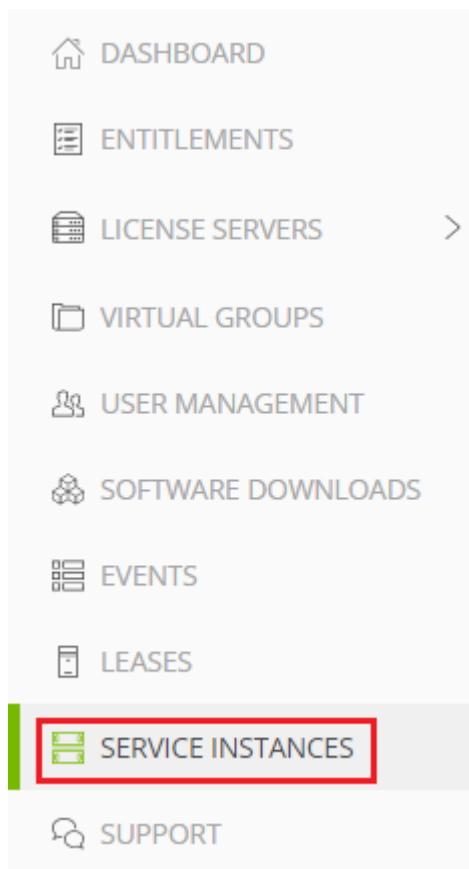 DASHBOARD
ENTITLEMENTS
LICENSE SERVERS
VIRTUAL GROUPS
USER MANAGEMENT
SOFTWARE DOWNLOADS
EVENTS
LEASES
SERVICE INSTANCES
SUPPORT